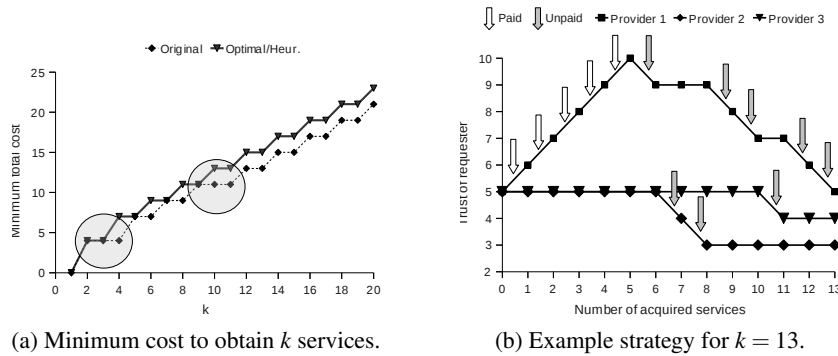 Original Optimal/Heur.
25
20
15
10
5
0
0 2 4 6 8 10 12 14 16 18 20
Minimum total cost
k
(a) Minimum cost to obtain k services.
Paid Unpaid Provider 1 Provider 2 Provider 3
10
9
8
7
6
5
4
3
2
0 1 2 3 4 5 6 7 8 9 10 11 12 13
Trust of requester
Number of acquired services
(b) Example strategy for k = 13.